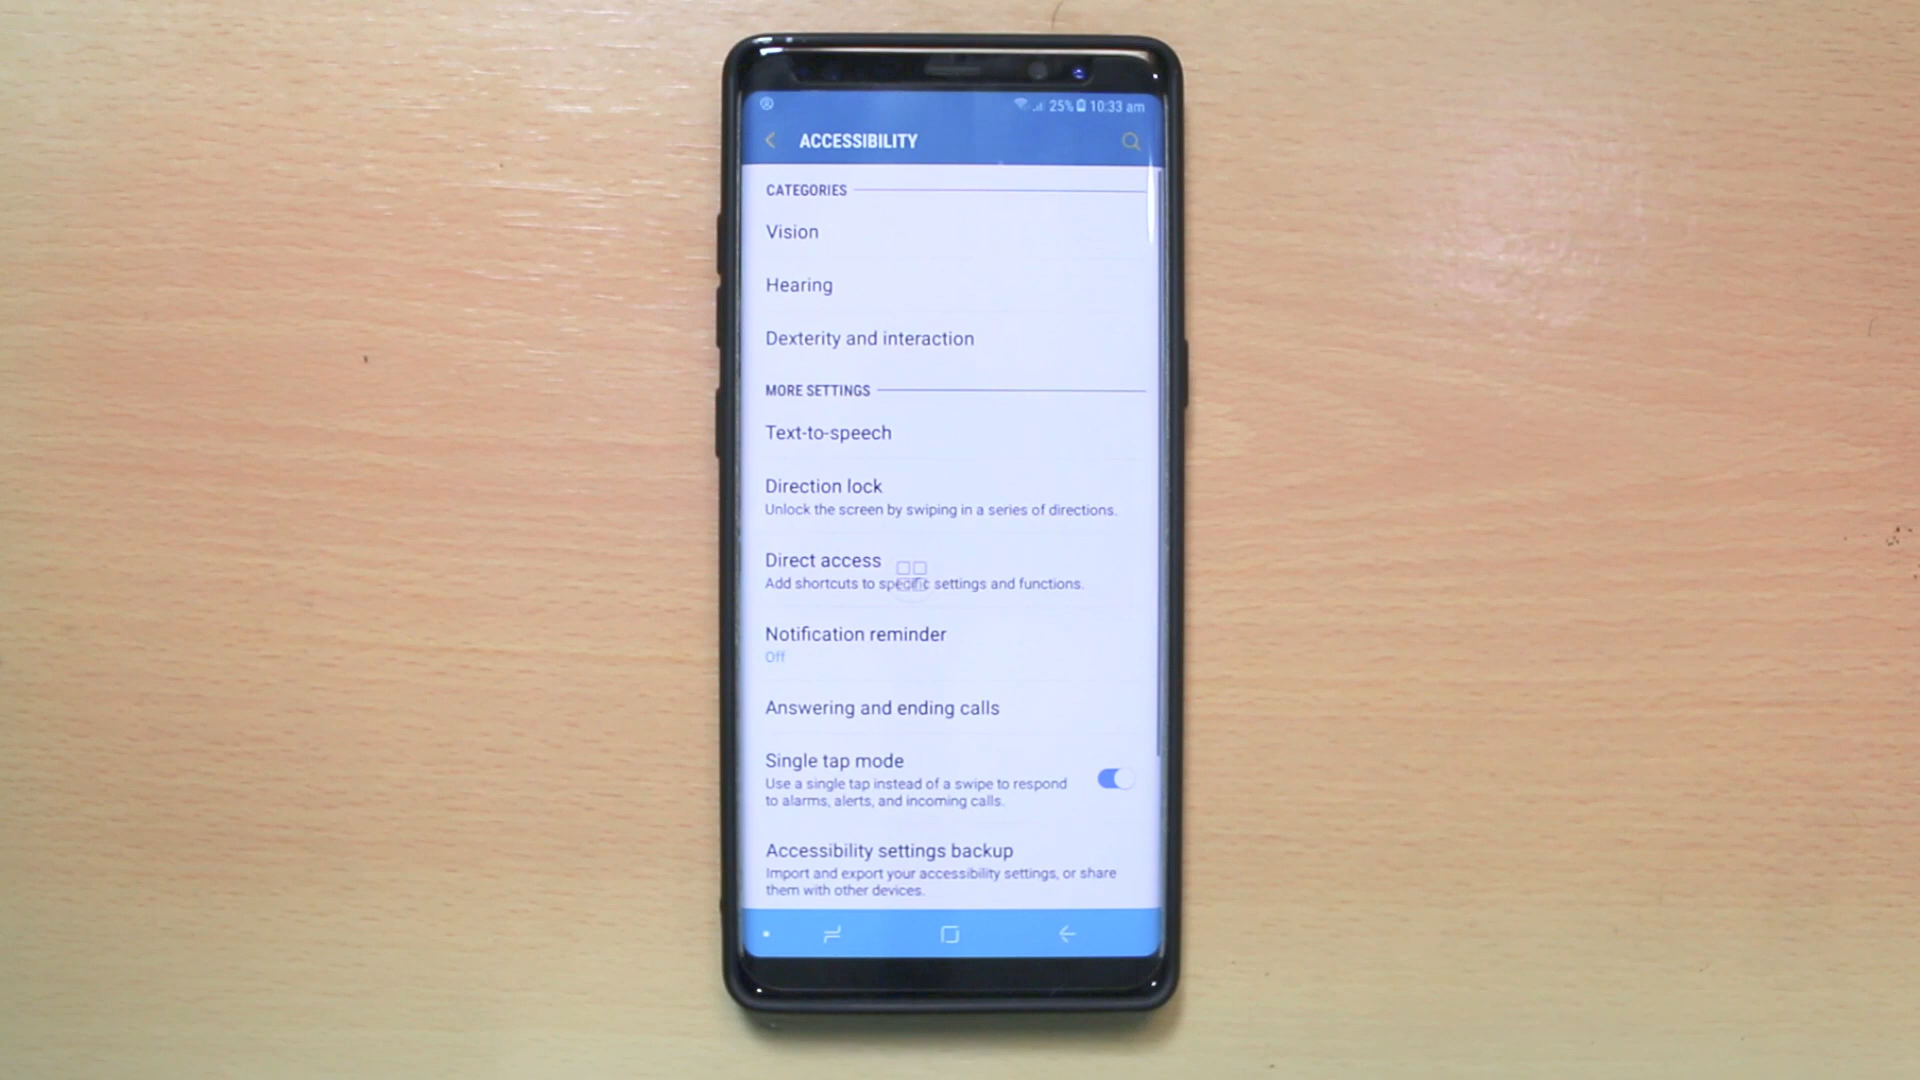 25% 10:33 am
ACCESSIBILITY
CATEGORIES
Vision
Hearing
Dexterity and interaction
MORE SETTINGS
Text-to-speech
Direction lock
Unlock the screen by swiping in a series of directions.
Direct access
Add shortcuts to specific settings and functions.
Notification reminder
Off
Answering and ending calls
Single tap mode
Use a single tap instead of a swipe to respond
to alarms, alerts, and incoming calls.
Accessibility settings backup
Import and export your accessibility settings, or share
them with other devices.